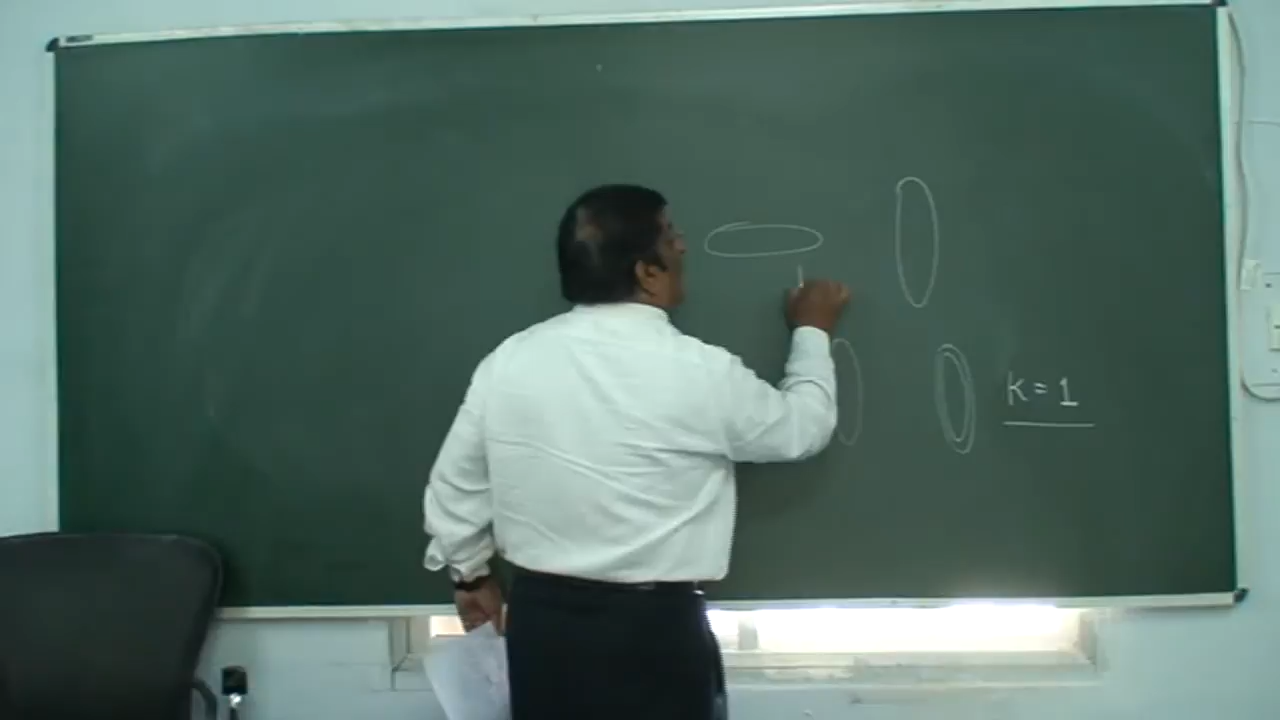 K = 1